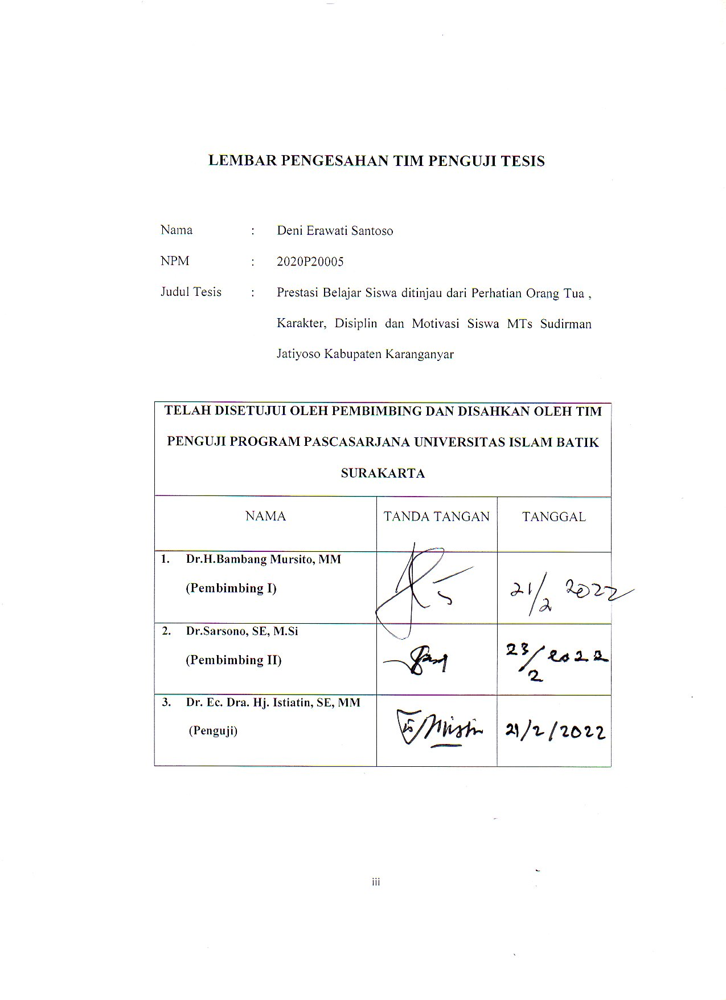 LEMBAR PENGESAHAN TIM PENGUJI TESIS
Nama : Deni Erawati Santoso
NPM : 2020P20005
Judul Tesis : Prestasi Belajar Siswa ditinjau dari Perhatian Orang Tua ,
Karakter, Disiplin dan Motivasi Siswa MTs Sudirman
Jatiyoso Kabupaten Karanganyar
TELAH DISETUJUI OLEH PEMBIMBING DAN DISAHKAN OLEH TIM
PENGUJI PROGRAM PASCASARJANA UNIVERSITAS ISLAM BATIK
SURAKARTA
NAMA TANDA TANGAN TANGGAL
1. Dr.H.Bambang Mursito, MM
(Pembimbing I) 21/2 2022
2. Dr.Sarsono, SE, M.Si
(Pembimbing II) 23/2 2022
3. Dr. Ec. Dra. Hj. Istiatin, SE, MM
(Penguji) 21/2/2022
iii